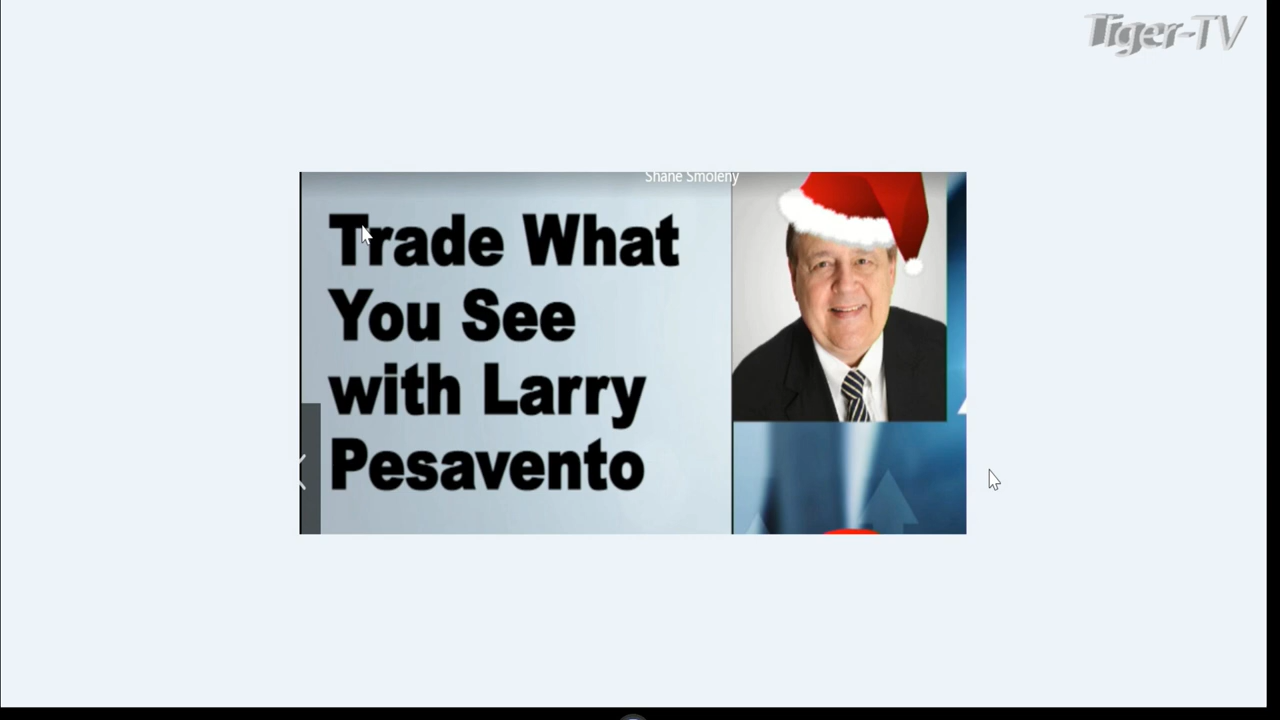 Tiger-TV
Shane Smoleny
Trade What
You See
with Larry
Pesavento